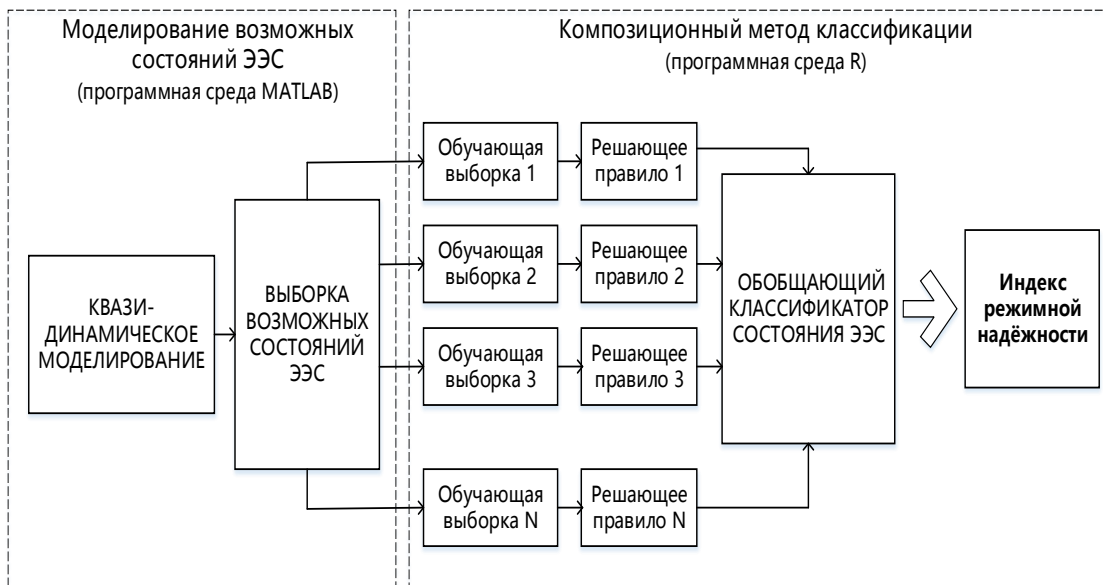 Моделирование возможных
состояний ЭЭС
(программная среда MATLAB)
КВАЗИ-
ДИНАМИЧЕСКОЕ
МОДЕЛИРОВАНИЕ
ВЫБОРКА
ВОЗМОЖНЫХ
СОСТОЯНИЙ
ЭЭС
Композиционный метод классификации
(программная среда R)
Обучающая
выборка 1
Решающее
правило 1
Обучающая
выборка 2
Решающее
правило 2
Обучающая
выборка 3
Решающее
правило 3
Обучающая
выборка N
Решающее
правило N
ОБОБЩАЮЩИЙ
КЛАССИФИКАТОР
СОСТОЯНИЯ ЭЭС
Индекс
режимной
надёжности